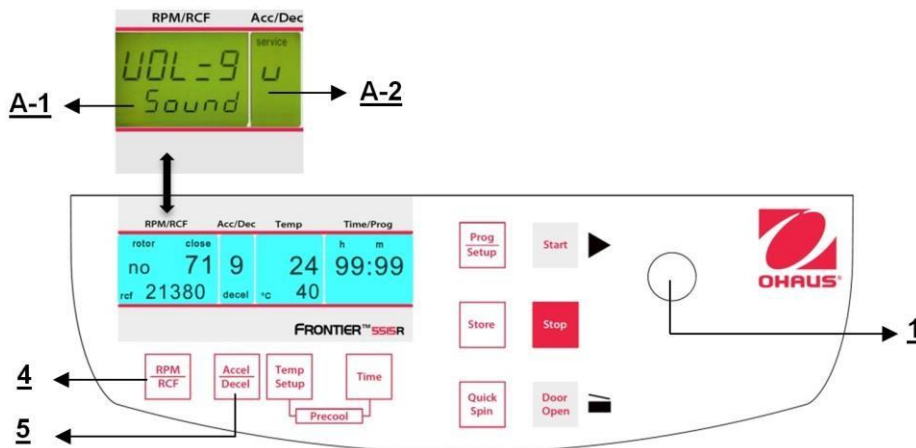 RPM/RCF Acc/Dec
service
VOL=9 u
Sound
A-1 A-2
RPM/RCF Acc/Dec Temp Time/Prog
rotor close h m
no 71 9 24 99:99
rcf 21380 decel °C 40
FRONTIER™ 5515R
Prog
Setup
Start
OHAUS®
Store
Stop
1
4
RPM
RCF
Accel
Decel
Temp
Setup
Time
Precool
5
Quick
Spin
Door
Open